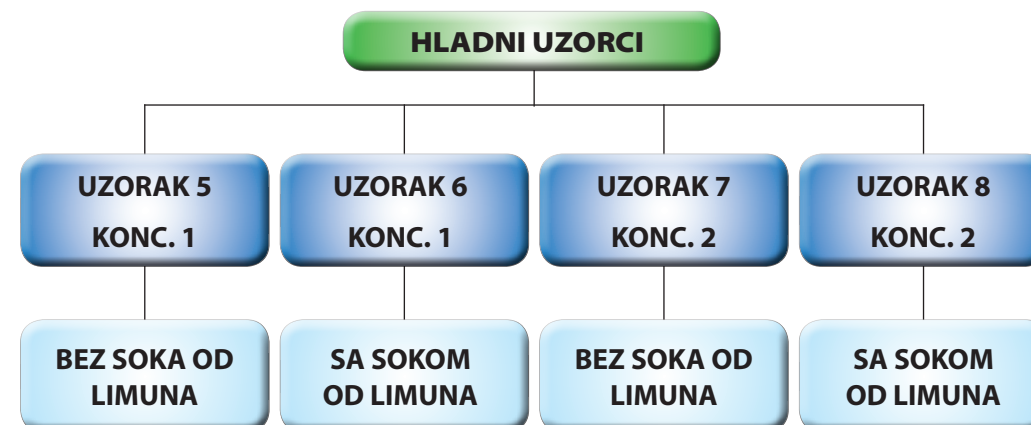 HLADNI UZORCI
UZORAK 5
KONC. 1
UZORAK 6
KONC. 1
UZORAK 7
KONC. 2
UZORAK 8
KONC. 2
BEZ SOKA OD
LIMUNA
SA SOKOM
OD LIMUNA
BEZ SOKA OD
LIMUNA
SA SOKOM
OD LIMUNA